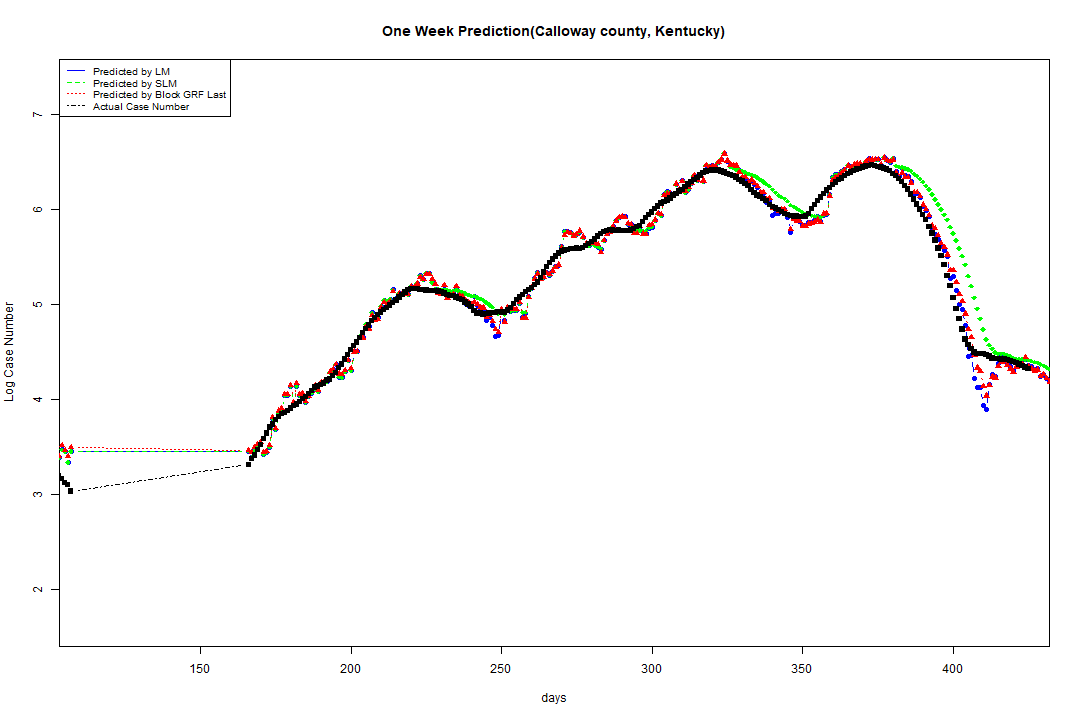 One Week Prediction(Calloway county, Kentucky)
Predicted by LM
Predicted by SLM
Predicted by Block GRF Last
Actual Case Number
7
6
5
4
3
2
Log Case Number
150 200 250 300 350 400
days